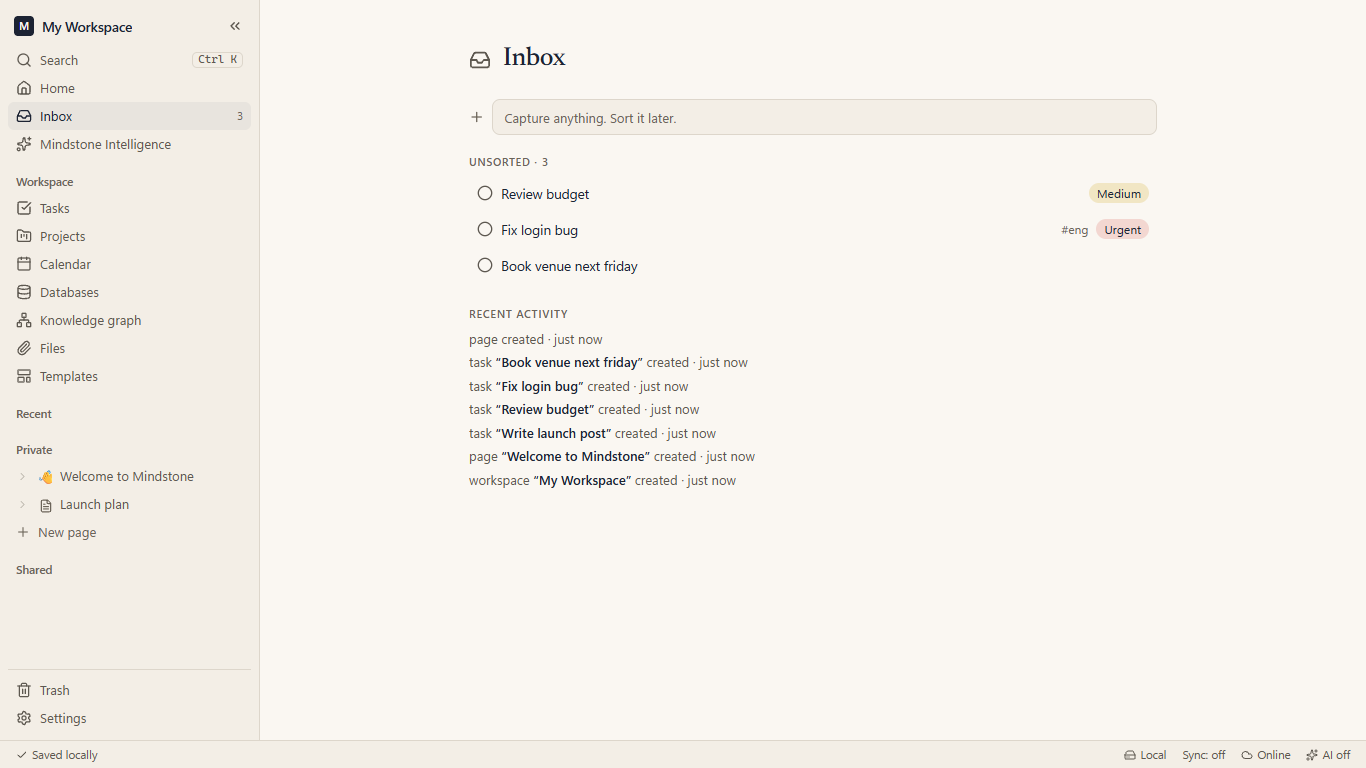 M My Workspace
Search Ctrl K
Home
Inbox 3
Mindstone Intelligence
Workspace
Tasks
Projects
Calendar
Databases
Knowledge graph
Files
Templates
Recent
Private
Welcome to Mindstone
Launch plan
New page
Shared
Trash
Settings
Inbox
Capture anything. Sort it later.
UNSORTED · 3
Review budget Medium
Fix login bug #eng Urgent
Book venue next friday
RECENT ACTIVITY
page created · just now
task “Book venue next friday” created · just now
task “Fix login bug” created · just now
task “Review budget” created · just now
task “Write launch post” created · just now
page “Welcome to Mindstone” created · just now
workspace “My Workspace” created · just now
Saved locally Local Sync: off Online AI off